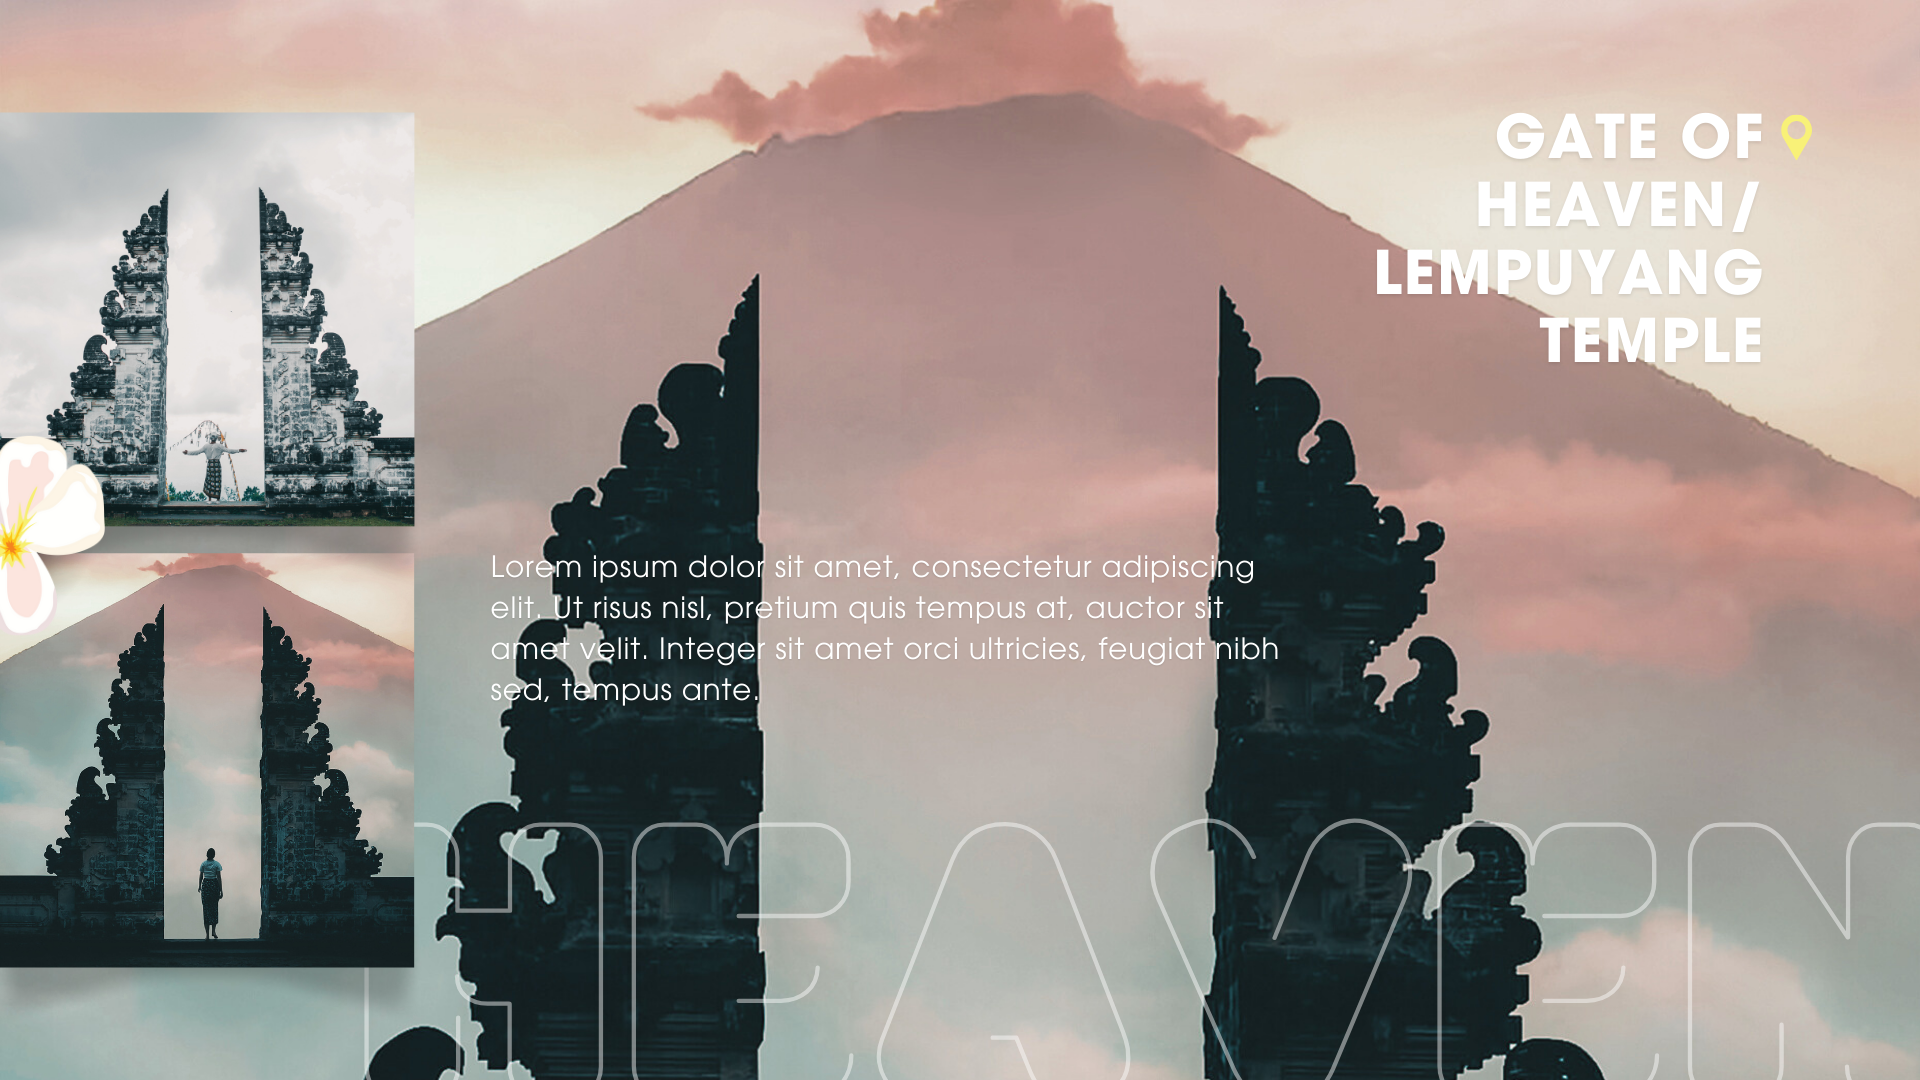 GATE OF
HEAVEN/
LEMPUYANG
TEMPLE
Lorem ipsum dolor sit amet, consectetur adipiscing
elit. Ut risus nisl, pretium quis tempus at, auctor sit
amet velit. Integer sit amet orci ultricies, feugiat nibh
sed, tempus ante.
HEAVEN